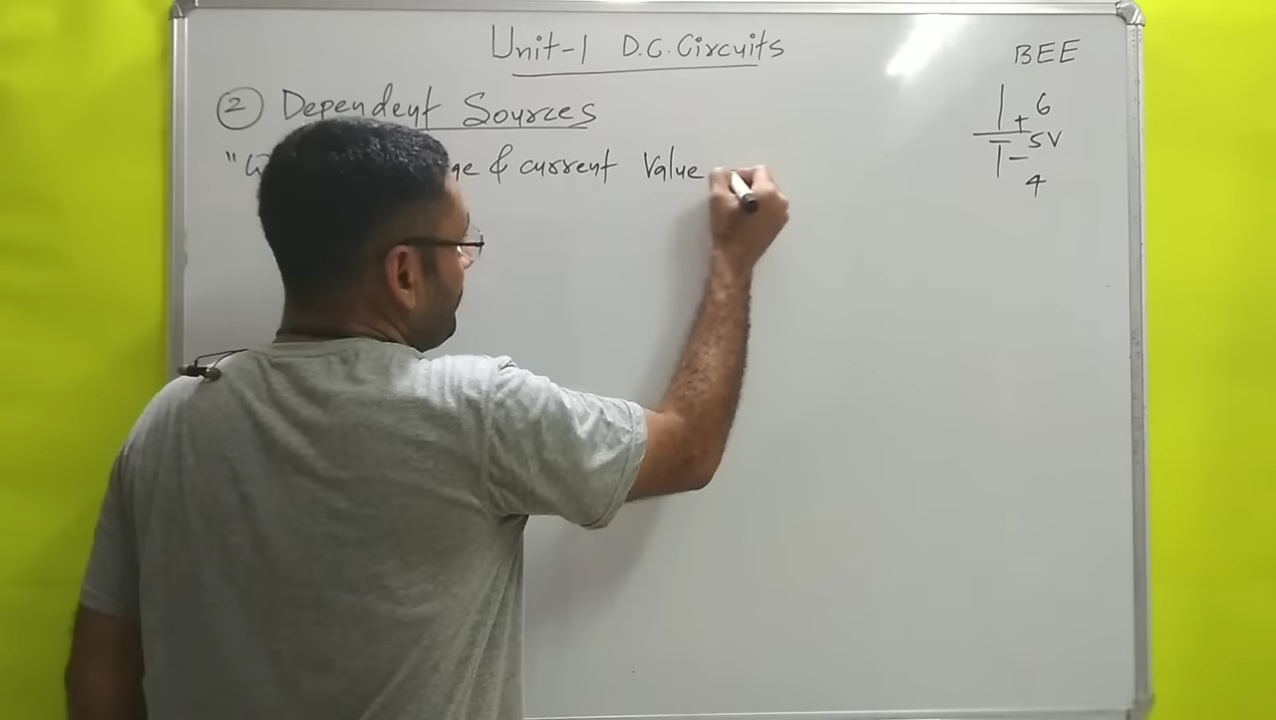 Unit-1 D.C. Circuits
BEE
② Dependent Sources
& current Value
+ 6
5V
-
4